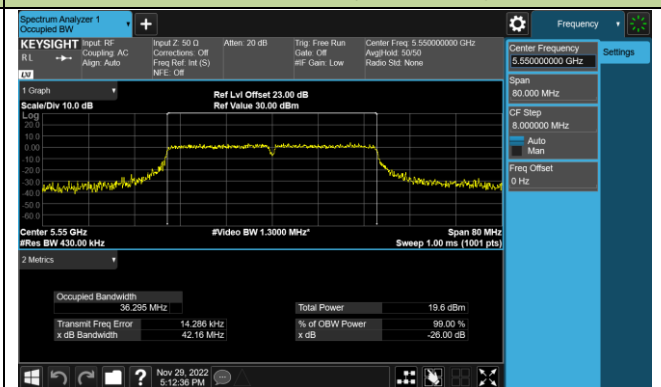 Spectrum Analyzer 1
Occupied BW
+
Frequency
KEYSIGHT
RL
LXI
Input: RF
Coupling: AC
Align: Auto
Input Z: 50 Ω
Corrections: Off
Freq Ref: Int (S)
NFE: Off
Atten: 20 dB
Trig: Free Run
Gate: Off
#IF Gain: Low
Center Freq: 5.550000000 GHz
Avg|Hold: 50/50
Radio Std: None
Center Frequency
5.550000000 GHz
Settings
Span
80.000 MHz
CF Step
8.000000 MHz
Auto
Man
Freq Offset
0 Hz
1 Graph
Scale/Div 10.0 dB
Ref Lvl Offset 23.00 dB
Ref Value 30.00 dBm
Log
20.0
10.0
0.00
-10.0
-20.0
-30.0
-40.0
-50.0
-60.0
Center 5.55 GHz
#Res BW 430.00 kHz
#Video BW 1.3000 MHz*
Span 80 MHz
Sweep 1.00 ms (1001 pts)
2 Metrics
Occupied Bandwidth
36.295 MHz
Total Power 19.6 dBm
Transmit Freq Error 14.286 kHz
% of OBW Power 99.00 %
x dB Bandwidth 42.16 MHz
x dB -26.00 dB
?
Nov 29, 2022
5:12:36 PM